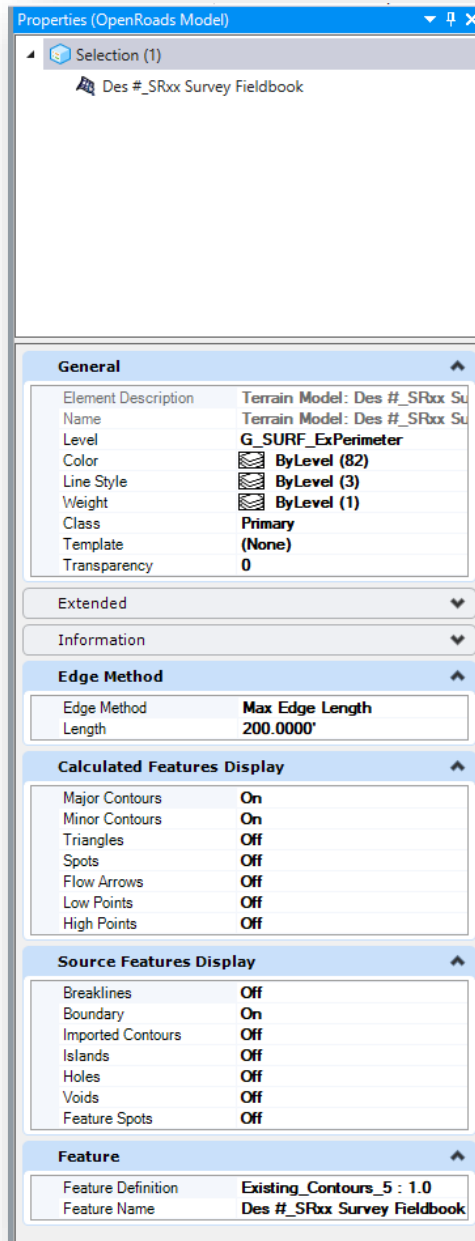 Properties (OpenRoads Model)
Selection (1)
Des #_SRxx Survey Fieldbook
General
Element Description Terrain Model: Des #_SRxx Su
Name Terrain Model: Des #_SRxx Su
Level G_SURF_ExPerimeter
Color ByLevel (82)
Line Style ByLevel (3)
Weight ByLevel (1)
Class Primary
Template (None)
Transparency 0
Extended
Information
Edge Method
Edge Method Max Edge Length
Length 200.0000'
Calculated Features Display
Major Contours On
Minor Contours On
Triangles Off
Spots Off
Flow Arrows Off
Low Points Off
High Points Off
Source Features Display
Breaklines Off
Boundary On
Imported Contours Off
Islands Off
Holes Off
Voids Off
Feature Spots Off
Feature
Feature Definition Existing_Contours_5 : 1.0
Feature Name Des #_SRxx Survey Fieldbook